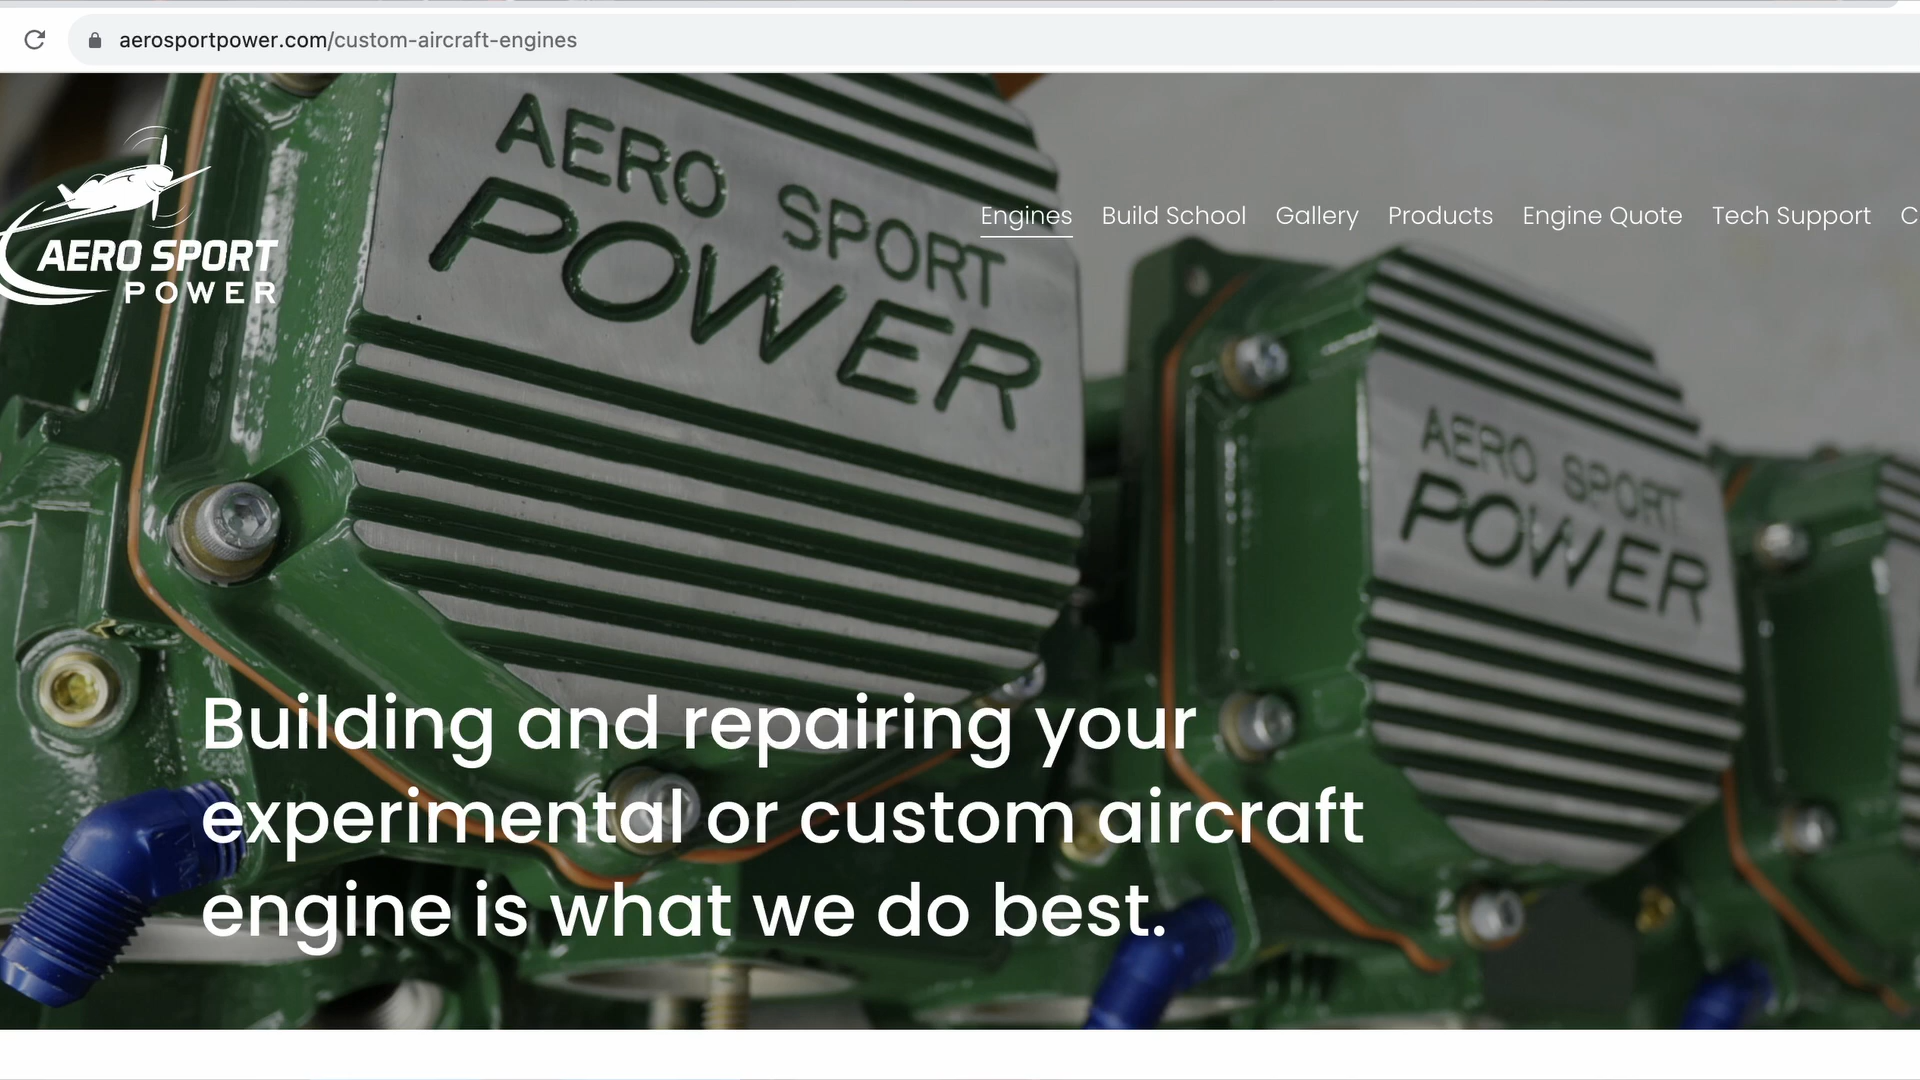 aerosportpower.com/custom-aircraft-engines
AERO SPORT
POWER
AERO SPORT
POWER
Engines Build School Gallery Products Engine Quote Tech Support
AERO SPORT
POWER
Building and repairing your
experimental or custom aircraft
engine is what we do best.